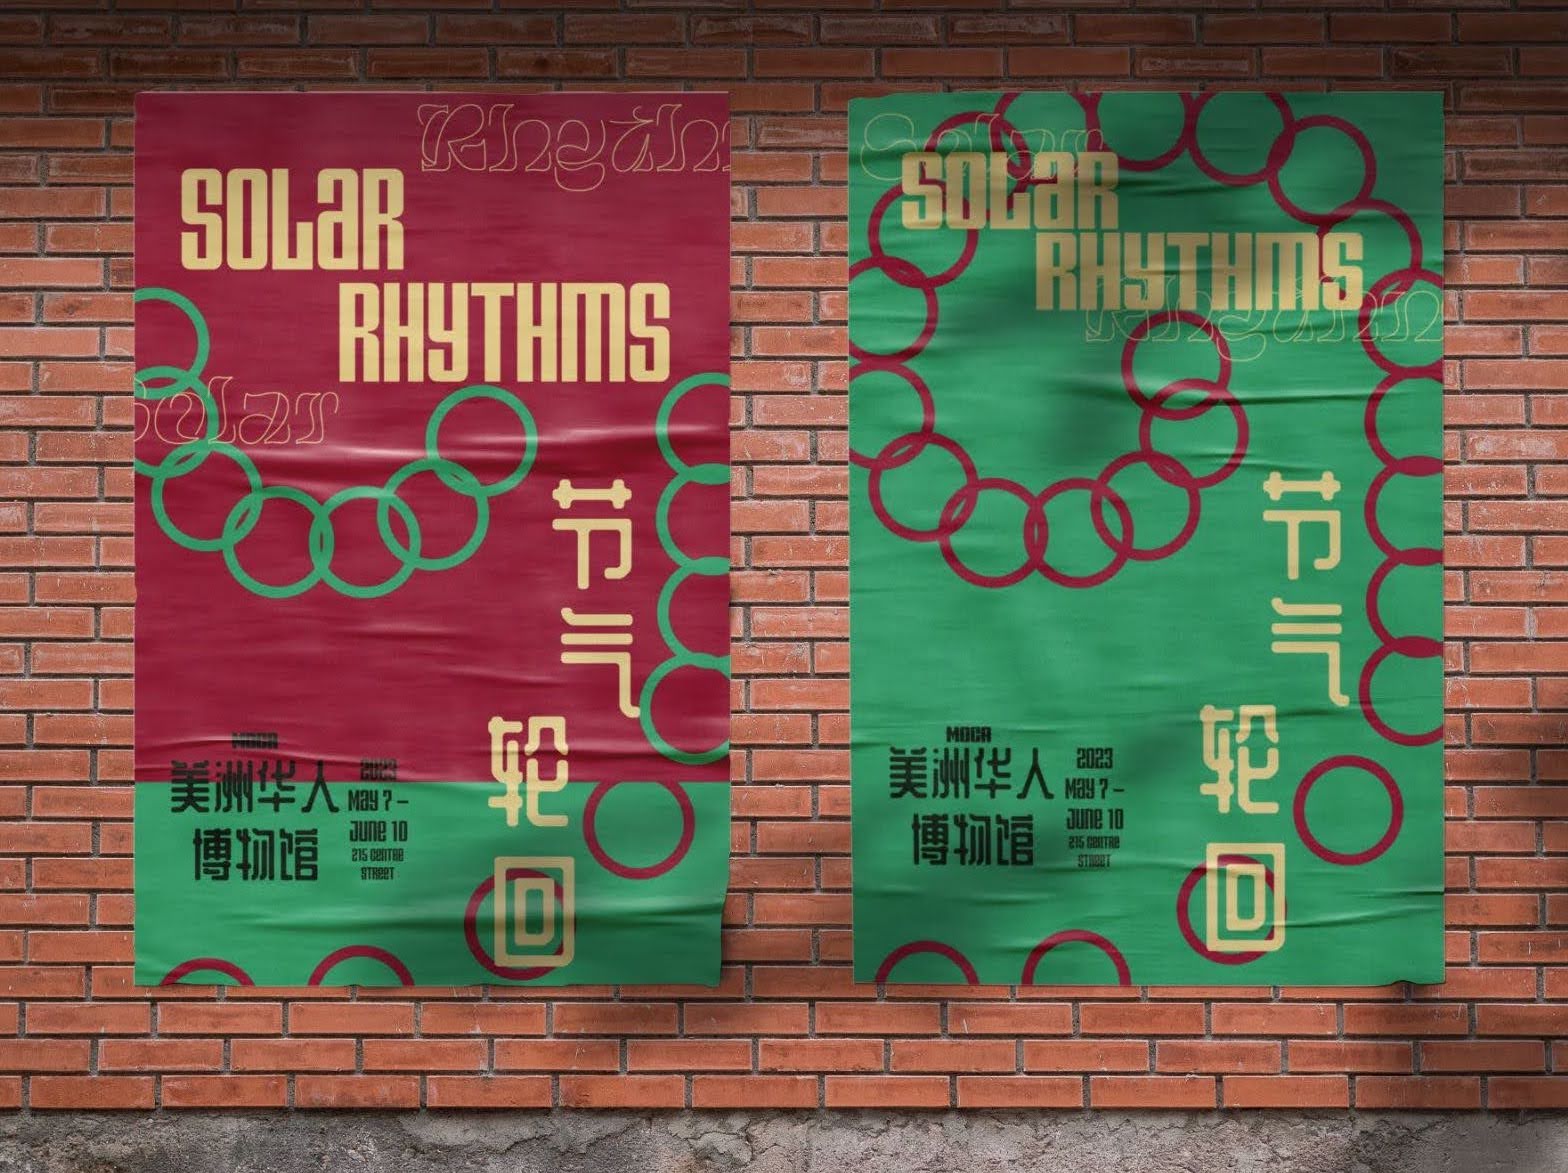 Rhyth
SOLAR
RHYTHMS
Solar
节
气
轮
回
MOCA
美洲华人
博物馆
2023
MAY 7 –
JUNE 10
215 CENTRE
STREET
Solar
SOLAR
RHYTHMS
Rhythm
节
气
轮
回
MOCA
美洲华人
博物馆
2023
MAY 7 –
JUNE 10
215 CENTRE
STREET